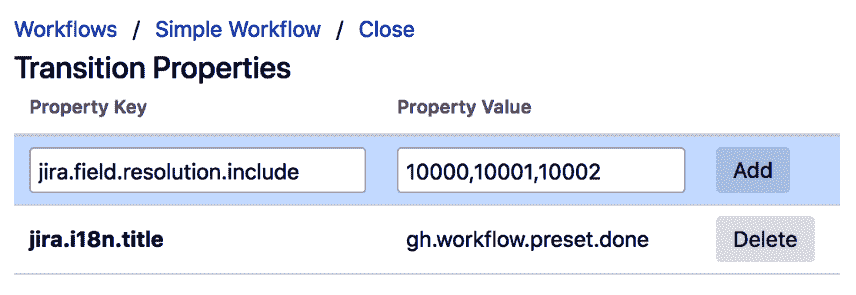 Workflows / Simple Workflow / Close
Transition Properties
Property Key Property Value
jira.field.resolution.include 10000,10001,10002 Add
jira.i18n.title gh.workflow.preset.done Delete